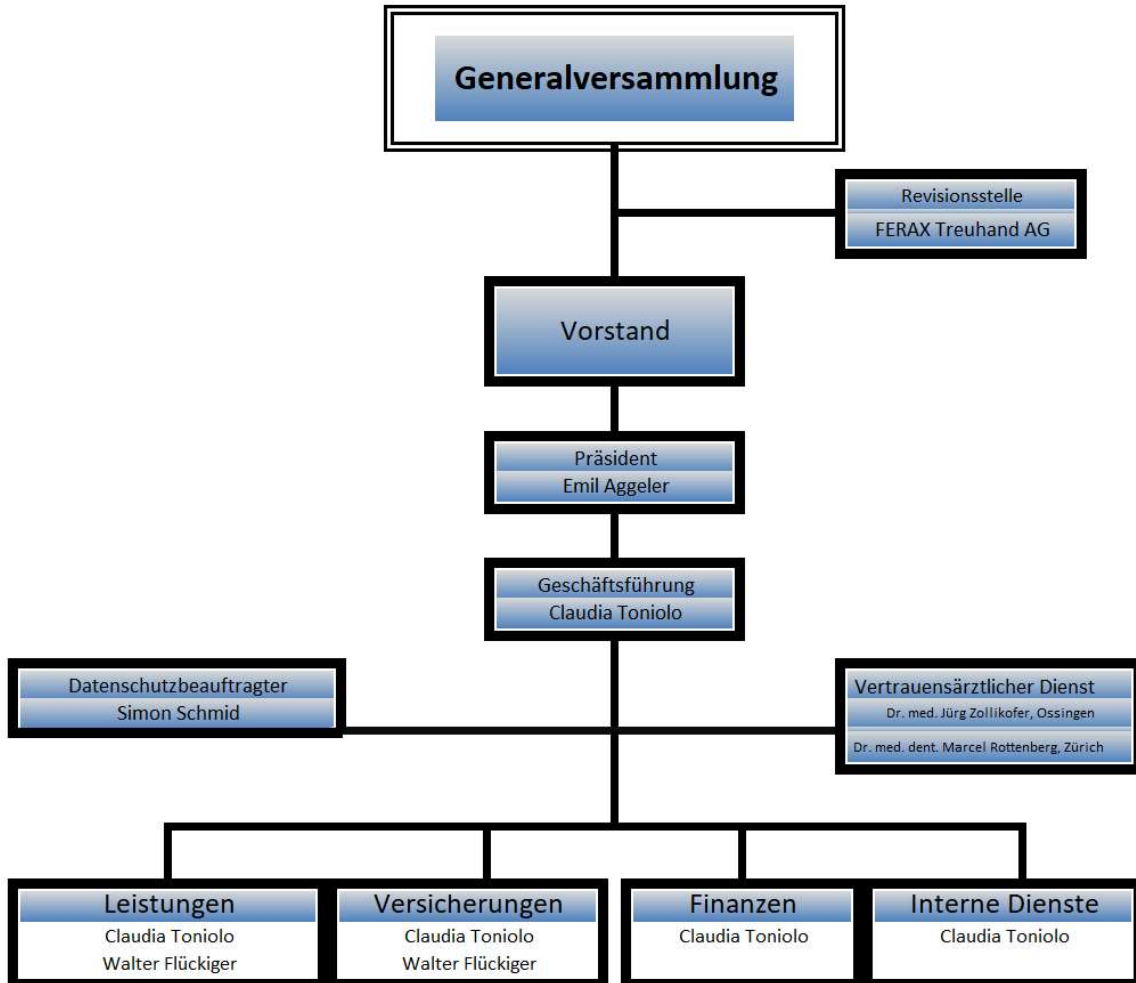 Generalversammlung
Revisionsstelle
FERAX Treuhand AG
Vorstand
Präsident
Emil Aggeler
Geschäftsführung
Claudia Toniolo
Datenschutzbeauftragter
Simon Schmid
Vertrauensärztlicher Dienst
Dr. med. Jürg Zollikofer, Ossingen
Dr. med. dent. Marcel Rottenberg, Zürich
Leistungen
Claudia Toniolo
Walter Flückiger
Versicherungen
Claudia Toniolo
Walter Flückiger
Finanzen
Claudia Toniolo
Interne Dienste
Claudia Toniolo